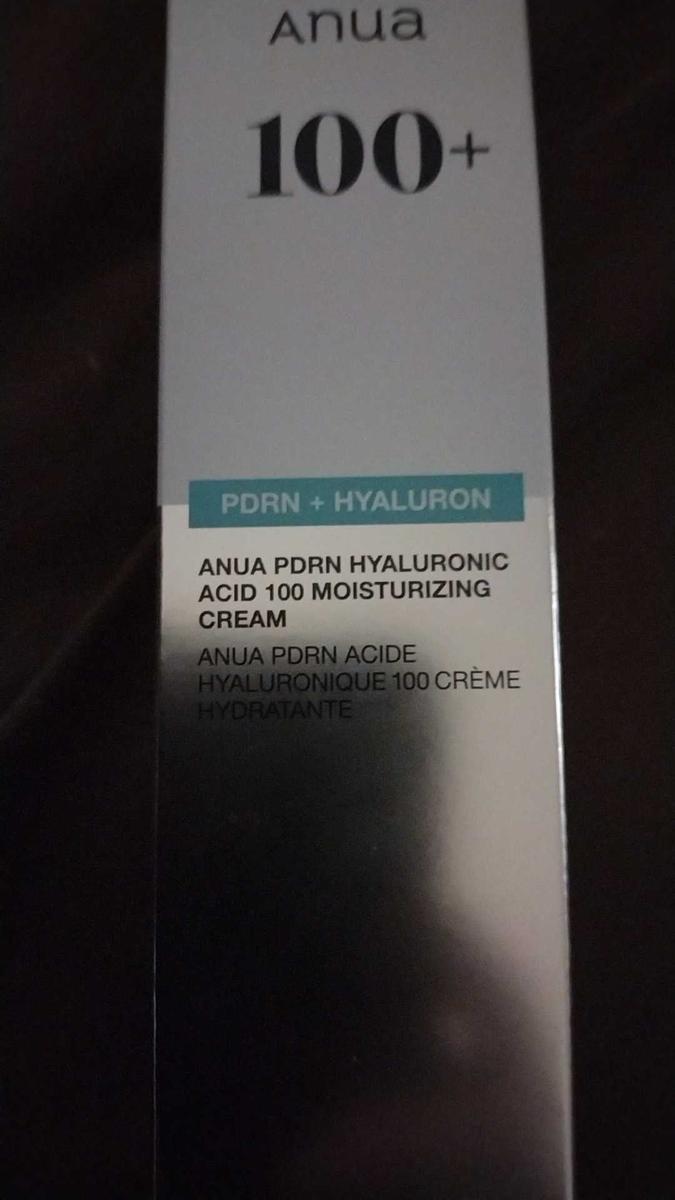 Anua
100+
PDRN + HYALURON
ANUA PDRN HYALURONIC
ACID 100 MOISTURIZING
CREAM
ANUA PDRN ACIDE
HYALURONIQUE 100 CRÈME
HYDRATANTE